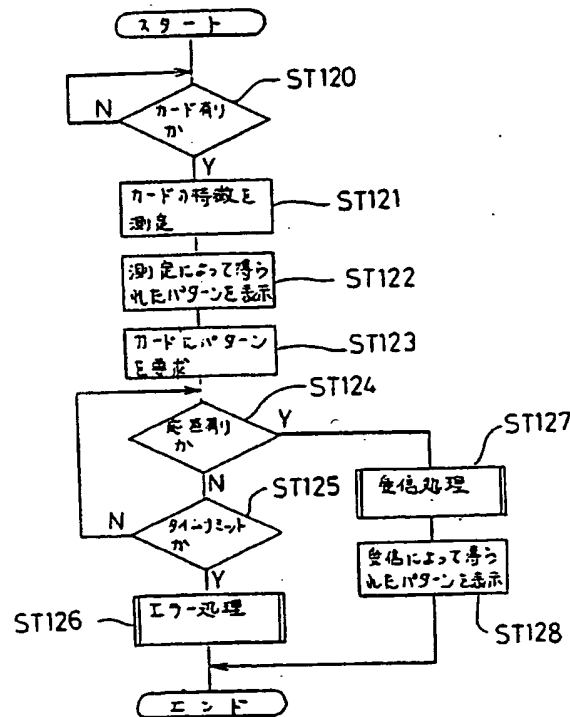 スタート
ST120
カード有り
か
N
Y
カードの特徴を
測定
ST121
測定によって得ら
れたパターンを表示
ST122
カードにパターン
を要求
ST123
ST124
応答有り
か
Y
N
ST125
タイムリミット
か
N
Y
ST127
受信処理
受信によって得ら
れたパターンを表示
ST128
エラー処理
ST126
エンド